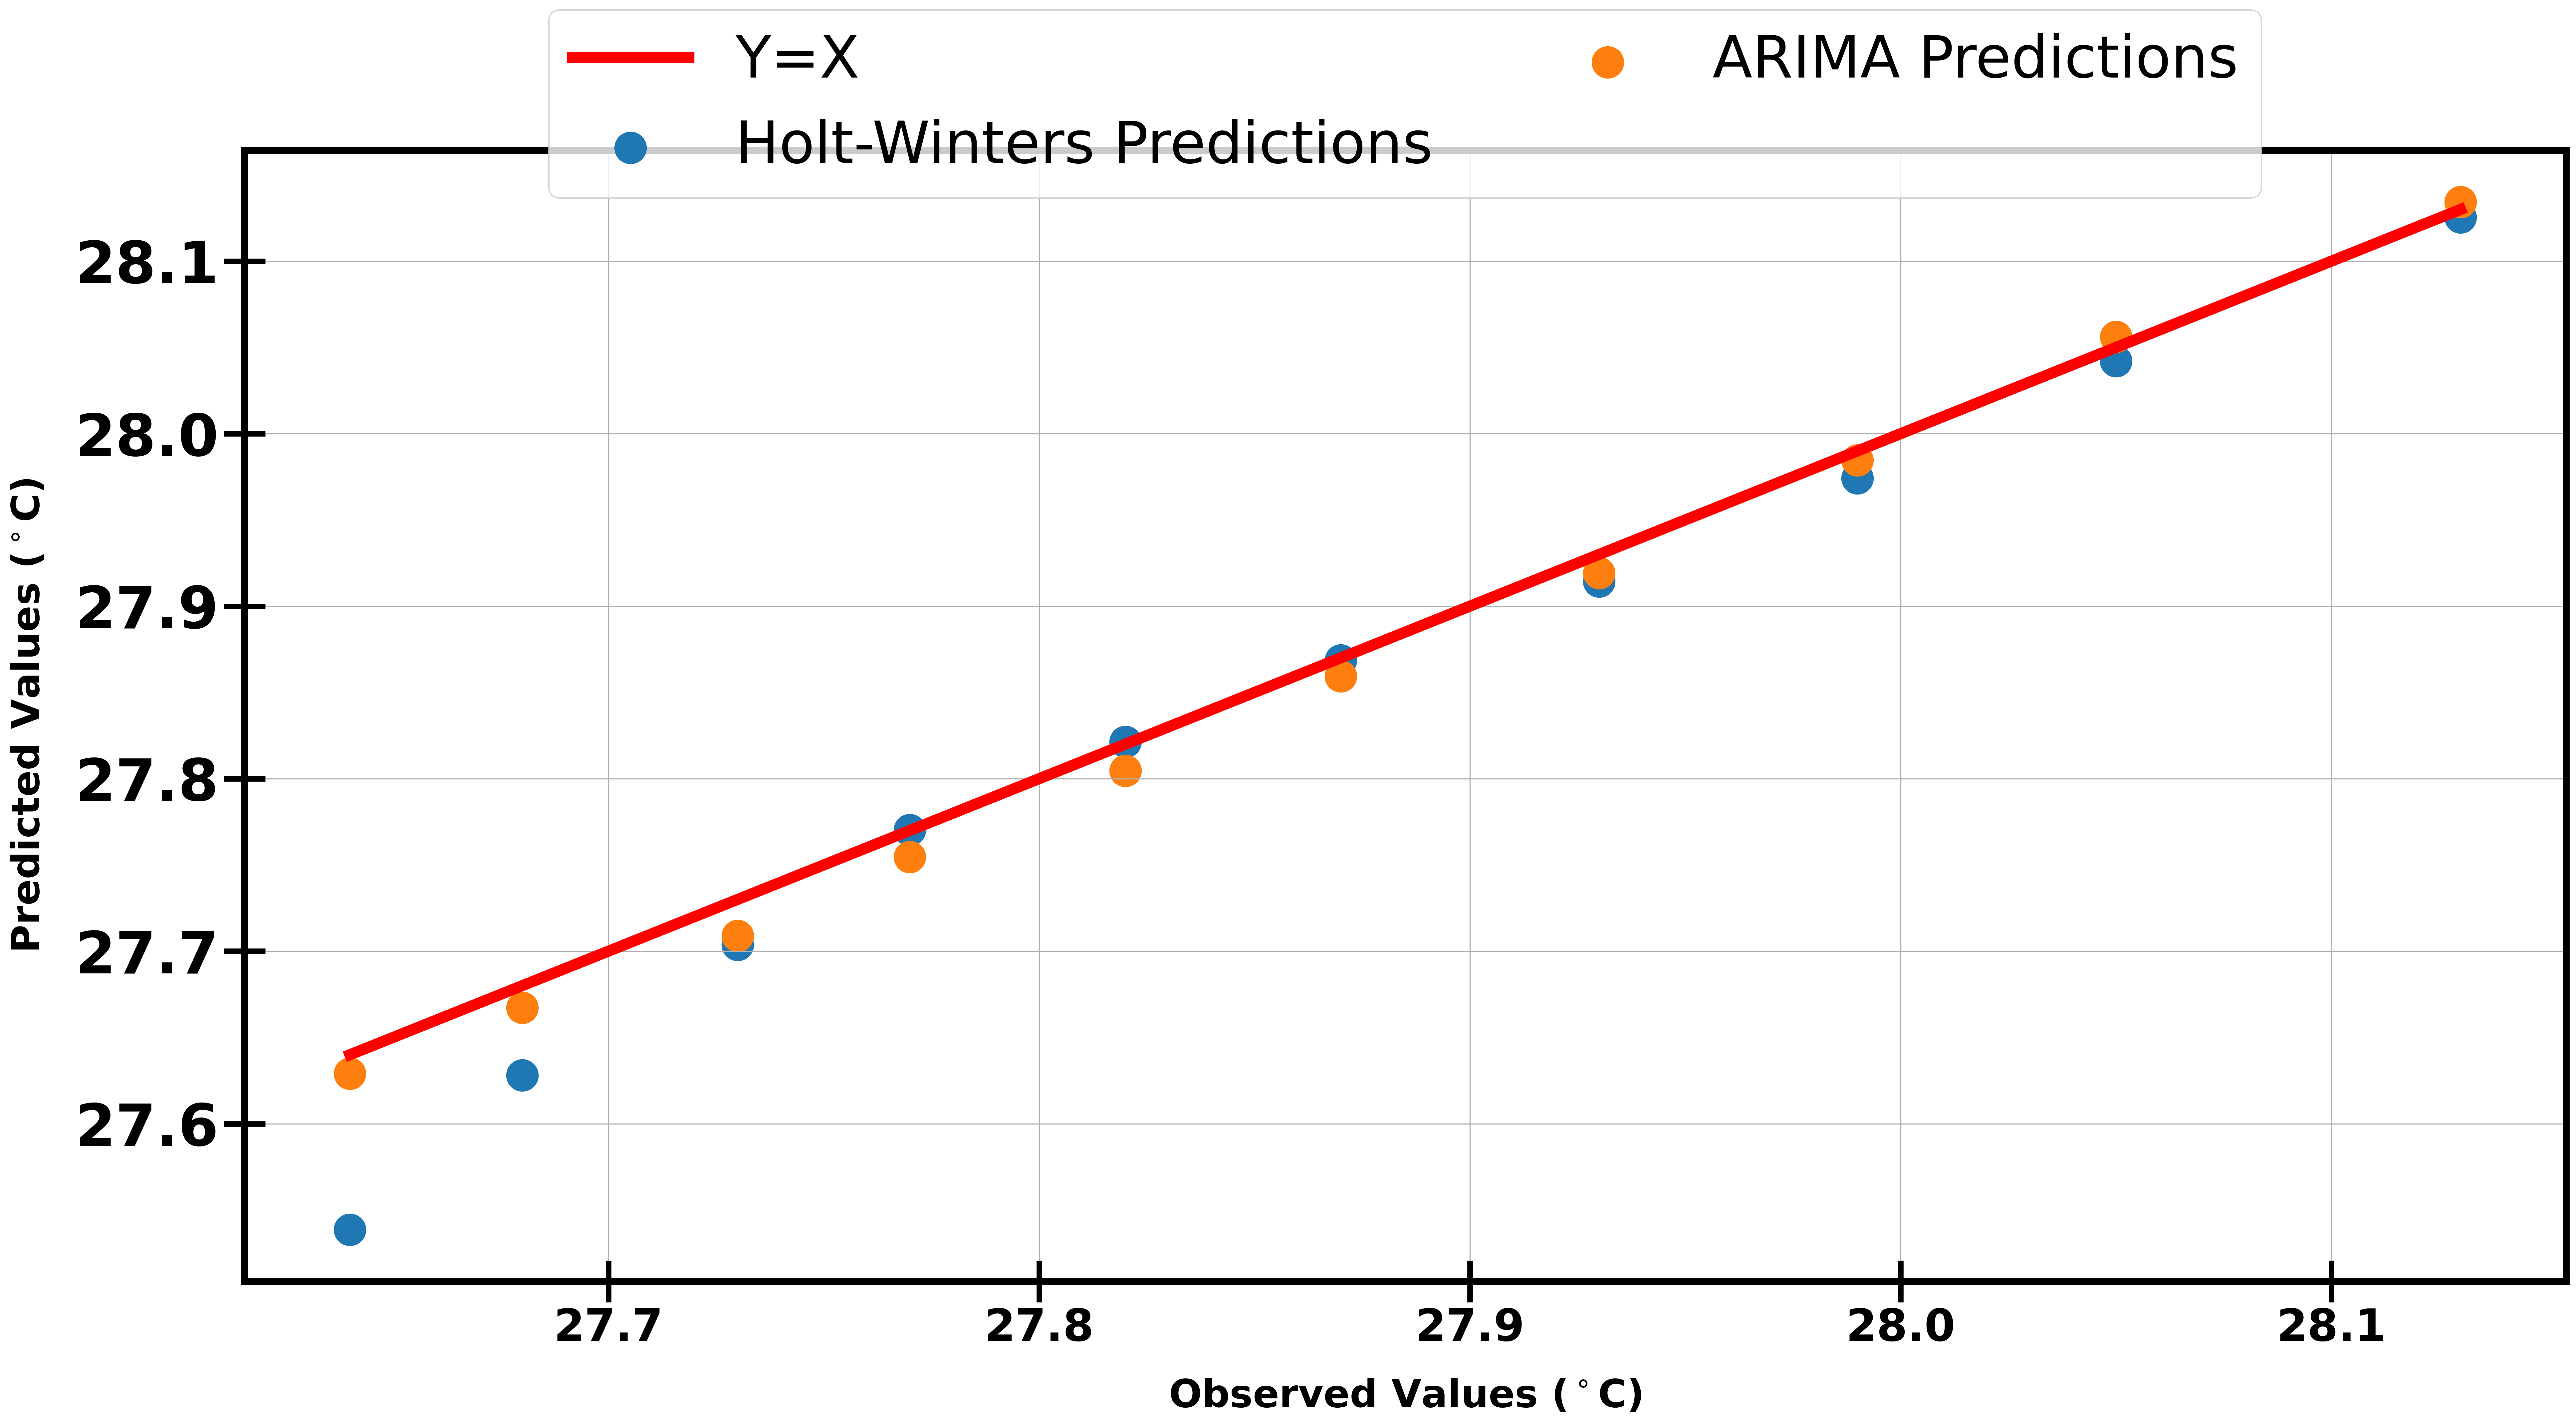 Y=X
Holt-Winters Predictions
ARIMA Predictions
Predicted Values (°C)
28.1
28.0
27.9
27.8
27.7
27.6
27.7 27.8 27.9 28.0 28.1
Observed Values (°C)